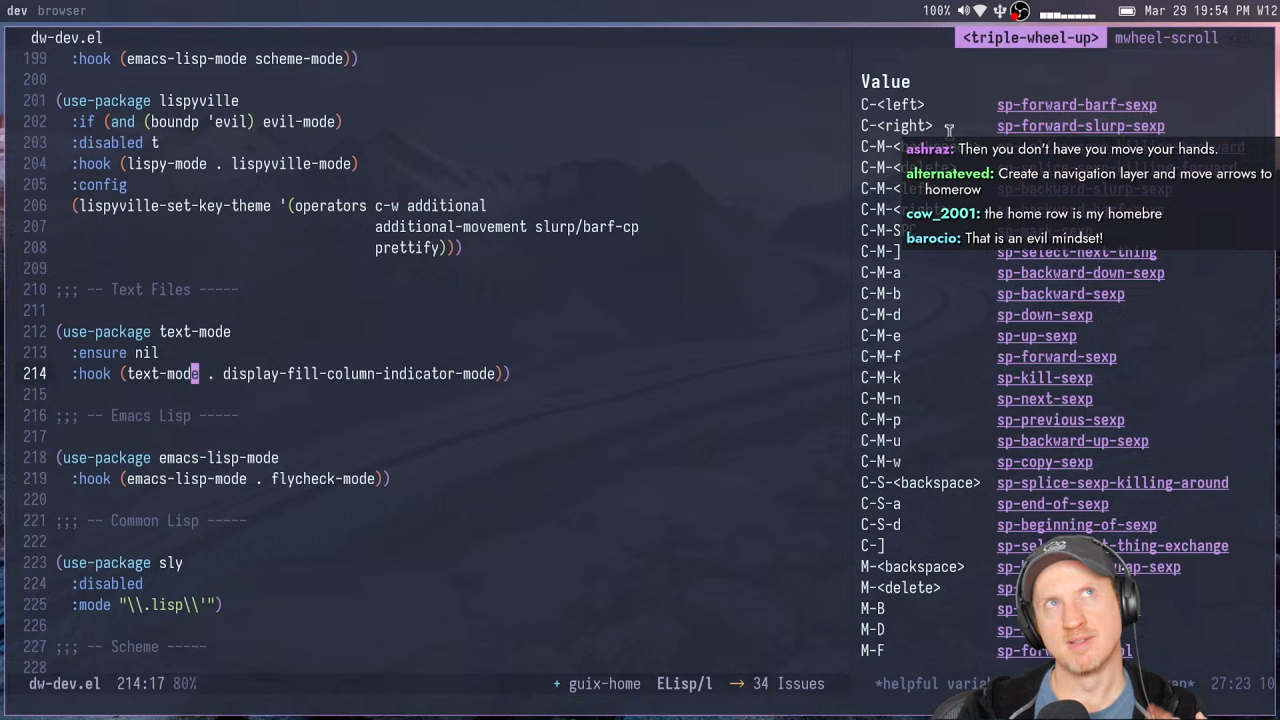 dev browser
100% Mar 29 19:54 PM W12
dw-dev.el
<triple-wheel-up> mwheel-scroll
199 :hook (emacs-lisp-mode scheme-mode))
200
201 (use-package lispyville
202 :if (and (boundp 'evil) evil-mode)
203 :disabled t
204 :hook (lispy-mode . lispyville-mode)
205 :config
206 (lispyville-set-key-theme '(operators c-w additional
207 additional-movement slurp/barf-cp
208 prettify)))
209
210 ;;; -- Text Files -----
211
212 (use-package text-mode
213 :ensure nil
214 :hook (text-mode . display-fill-column-indicator-mode))
215
216 ;;; -- Emacs Lisp -----
217
218 (use-package emacs-lisp-mode
219 :hook (emacs-lisp-mode . flycheck-mode))
220
221 ;;; -- Common Lisp -----
222
223 (use-package sly
224 :disabled
225 :mode "\\.lisp\\'")
226
227 ;;; -- Scheme -----
228
dw-dev.el 214:17 80% + guix-home ELisp/l → 34 Issues
Value
C-<left> sp-forward-barf-sexp
C-<right> sp-forward-slurp-sexp
ashraz: Then you don't have you move your hands.
alternateved: Create a navigation layer and move arrows to
homerow
cow_2001: the home row is my homebre
barocio: That is an evil mindset!
C-M-] sp-select-next-thing
C-M-a sp-backward-down-sexp
C-M-b sp-backward-sexp
C-M-d sp-down-sexp
C-M-e sp-up-sexp
C-M-f sp-forward-sexp
C-M-k sp-kill-sexp
C-M-n sp-next-sexp
C-M-p sp-previous-sexp
C-M-u sp-backward-up-sexp
C-M-w sp-copy-sexp
C-S-<backspace> sp-splice-sexp-killing-around
C-S-a sp-end-of-sexp
C-S-d sp-beginning-of-sexp
C-]
M-<backspace>
M-<delete>
M-B
M-D
M-F
*helpful 27:23 10